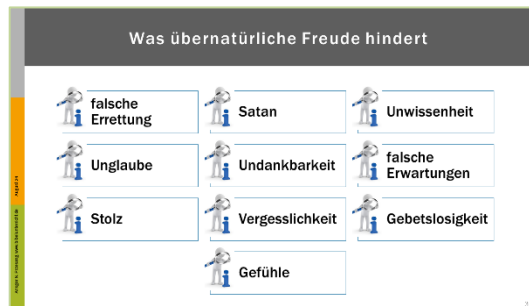 Was übernatürliche Freude hindert
falsche
Errettung
Satan
Unwissenheit
Unglaube
Undankbarkeit
falsche
Erwartungen
Stolz
Vergesslichkeit
Gebetslosigkeit
Gefühle